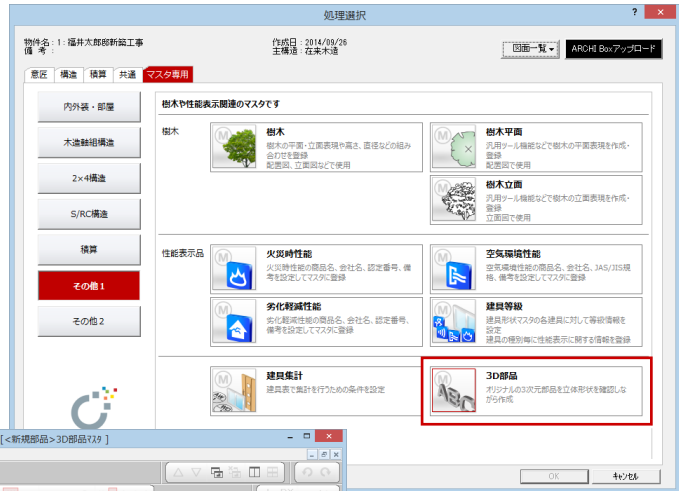 処理選択
?
×
物件名：1：福井太郎邸新築工事
作成日：2014/09/26
備 考：
主構造：在来木造
図面一覧▼
ARCHI Boxアップロード
意匠 構造 積算 共通 マスタ専用
内外装・部屋
木造軸組構造
2×4構造
S/RC構造
積算
その他1
その他2
樹木や性能表示関連のマスタです
樹木
樹木
樹木の平面・立面表現や高さ、直径などの組み
合わせを登録
配置図、立面図などで使用
樹木平面
汎用ツール機能などで樹木の平面表現を作成・
登録
配置図で使用
樹木立面
汎用ツール機能などで樹木の立面表現を作成・
登録
立面図で使用
性能表示品
火災時性能
火災時性能の商品名、会社名、認定番号、備
考を設定してマスタに登録
空気環境性能
空気環境性能の商品名、会社名、JAS/JIS規
格、備考を設定してマスタに登録
劣化軽減性能
劣化軽減性能の商品名、会社名、認定番号、
備考を設定してマスタに登録
建具等級
建具形状マスタの各建具に対して等級情報を
設定
建具の種別毎に性能表示に関する情報を登録
建具集計
建具表で集計を行うための条件を設定
3D部品
オリジナルの3次元部品を立体形状を確認しな
がら作成
ABC
[<新規部品>3D部品マスタ ]
OK
キャンセル